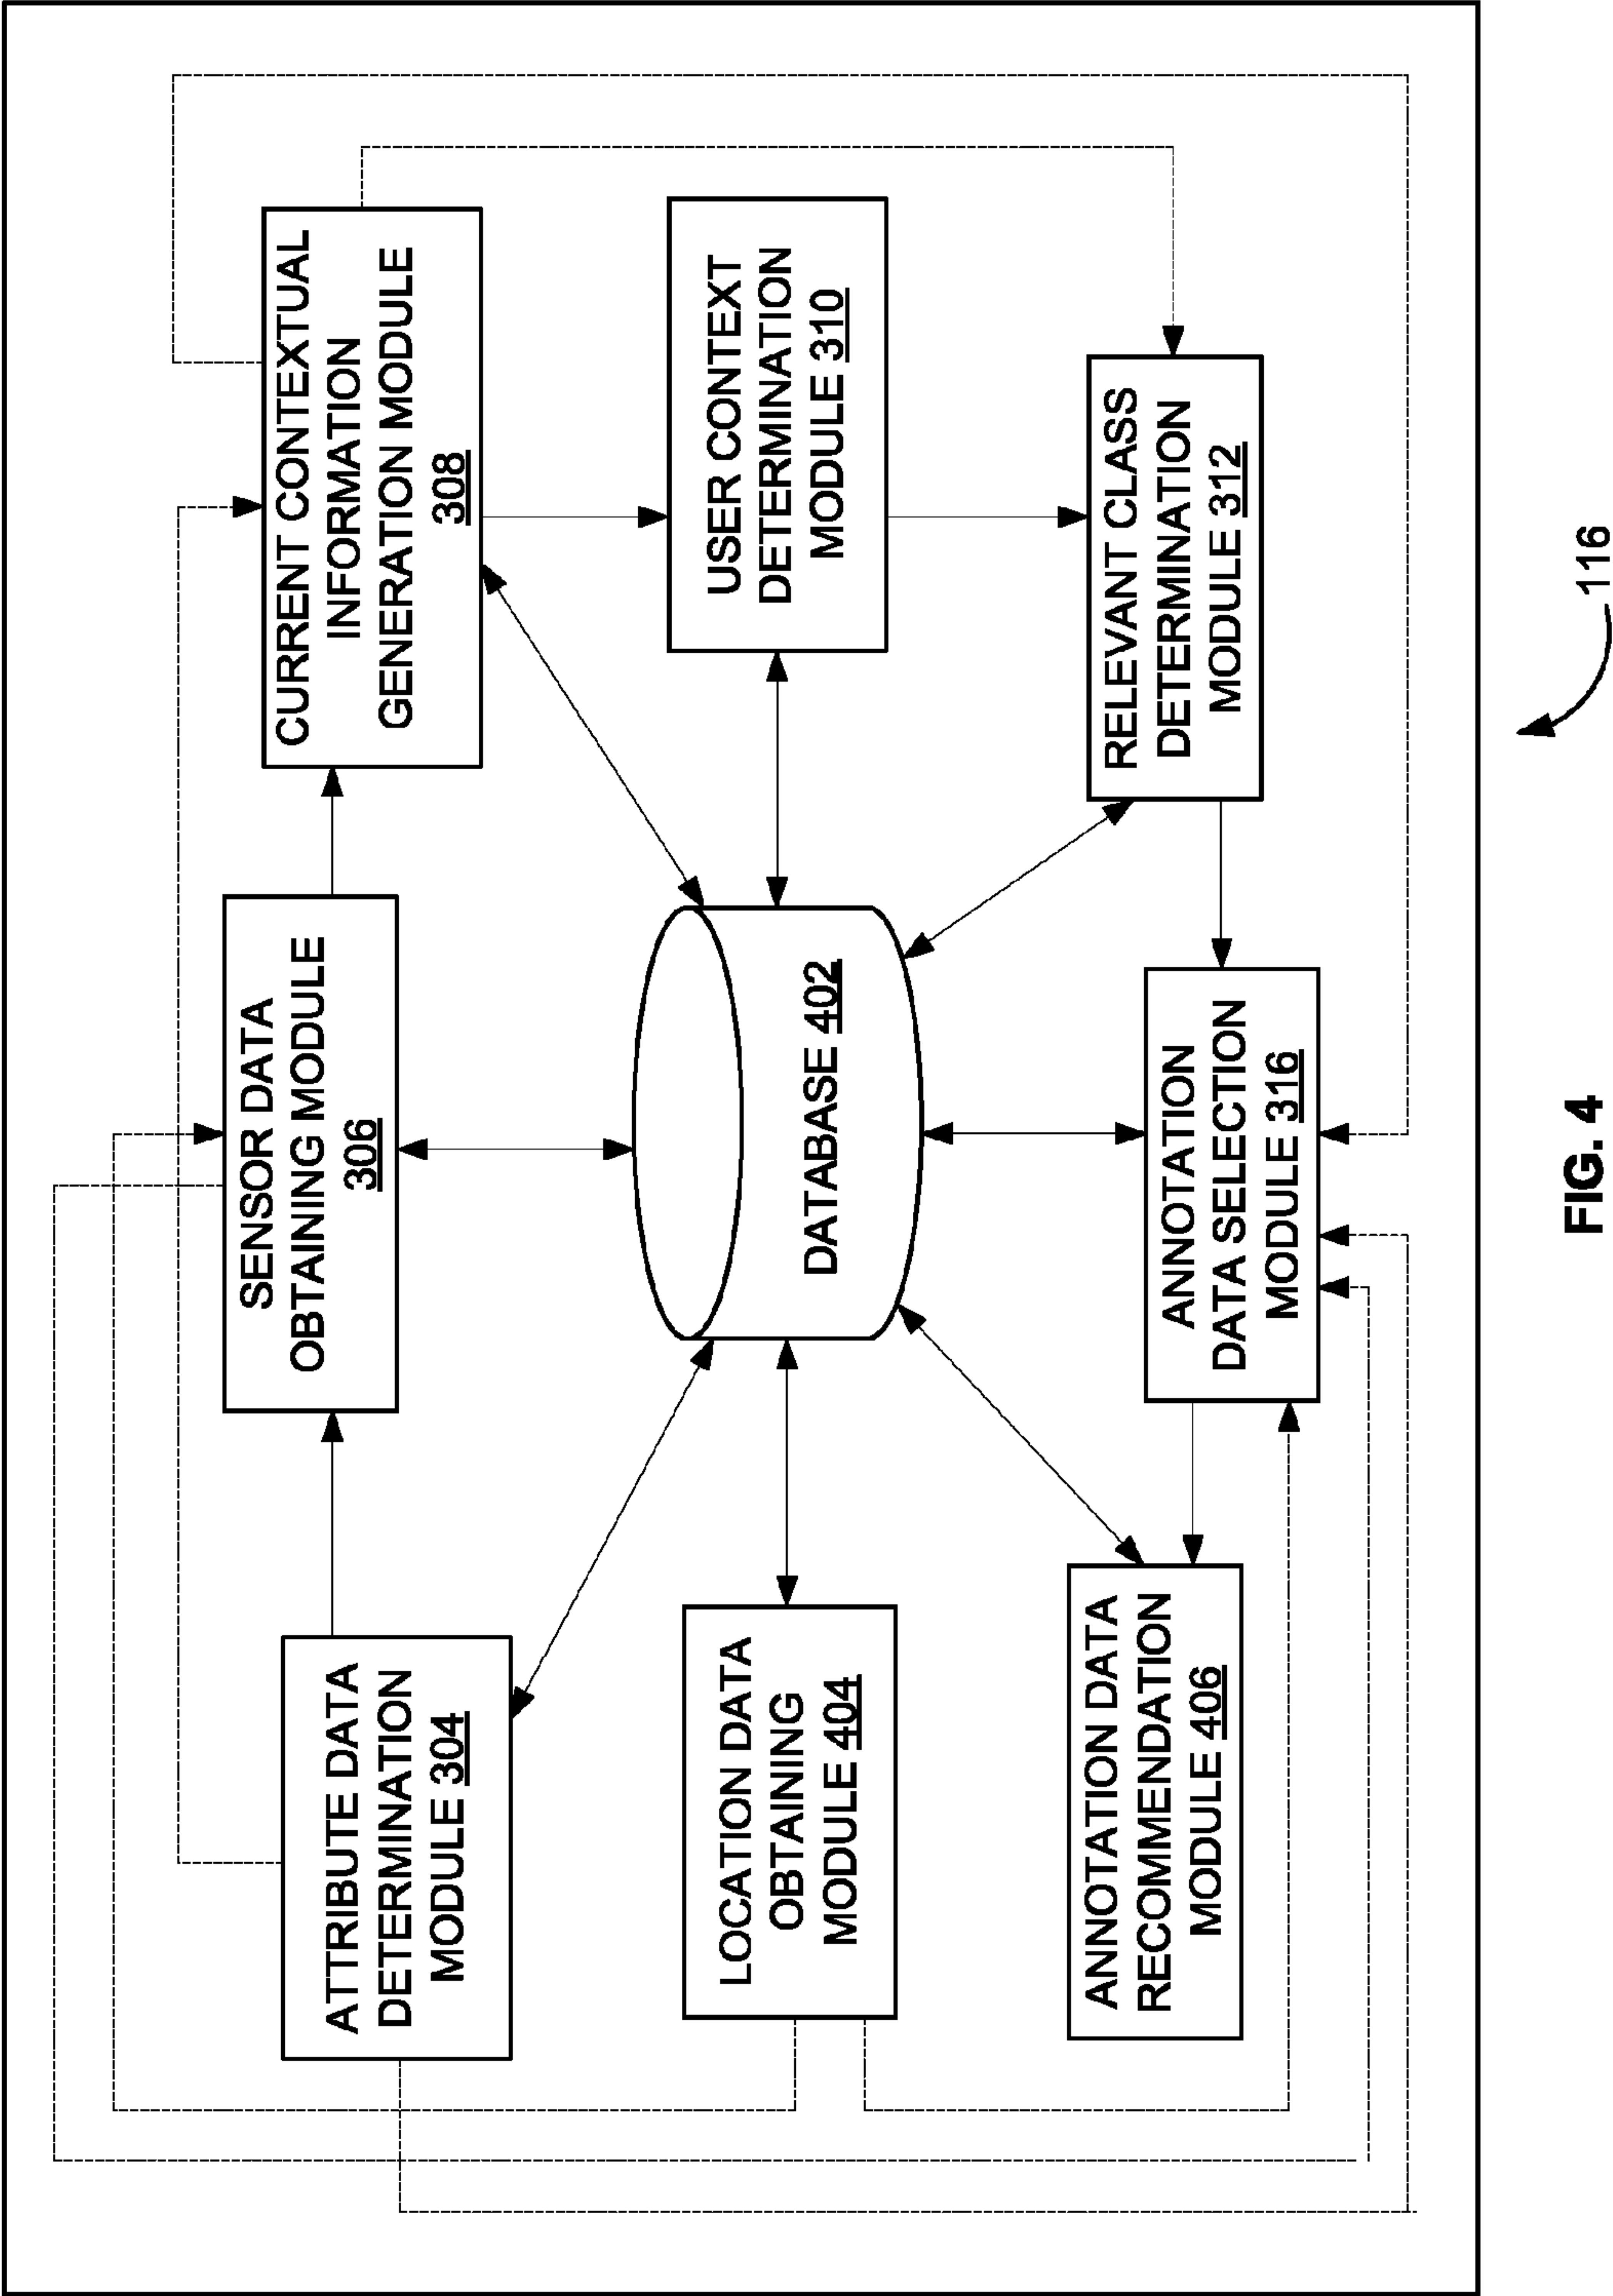 ATTRIBUTE DATA
DETERMINATION
MODULE 304
SENSOR DATA
OBTAINING MODULE
306
CURRENT CONTEXTUAL
INFORMATION
GENERATION MODULE
308
LOCATION DATA
OBTAINING
MODULE 404
DATABASE 402
USER CONTEXT
DETERMINATION
MODULE 310
ANNOTATION DATA
RECOMMENDATION
MODULE 406
ANNOTATION
DATA SELECTION
MODULE 316
RELEVANT CLASS
DETERMINATION
MODULE 312
116
FIG. 4